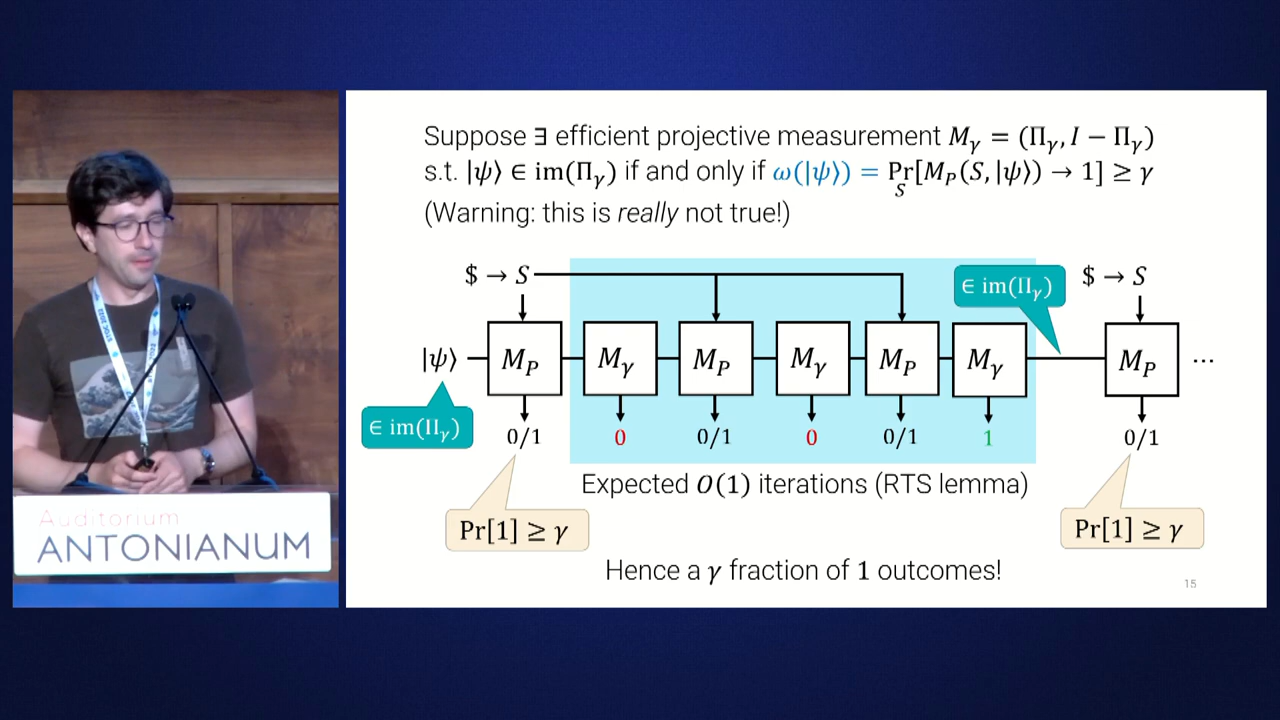 Suppose ∃ efficient projective measurement M_γ = (Π_γ, I − Π_γ)
s.t. |ψ⟩ ∈ im(Π_γ) if and only if ω(|ψ⟩) = Pr_S[M_P(S, |ψ⟩) → 1] ≥ γ
(Warning: this is really not true!)
$ → S
∈ im(Π_γ)
$ → S
|ψ⟩ M_P M_γ M_P M_γ M_P M_γ M_P ...
∈ im(Π_γ)
0/1 0 0/1 0 0/1 1 0/1
Expected O(1) iterations (RTS lemma)
Pr[1] ≥ γ
Pr[1] ≥ γ
Hence a γ fraction of 1 outcomes!
15
STOC 2022
Auditorium
ANTONIANUM